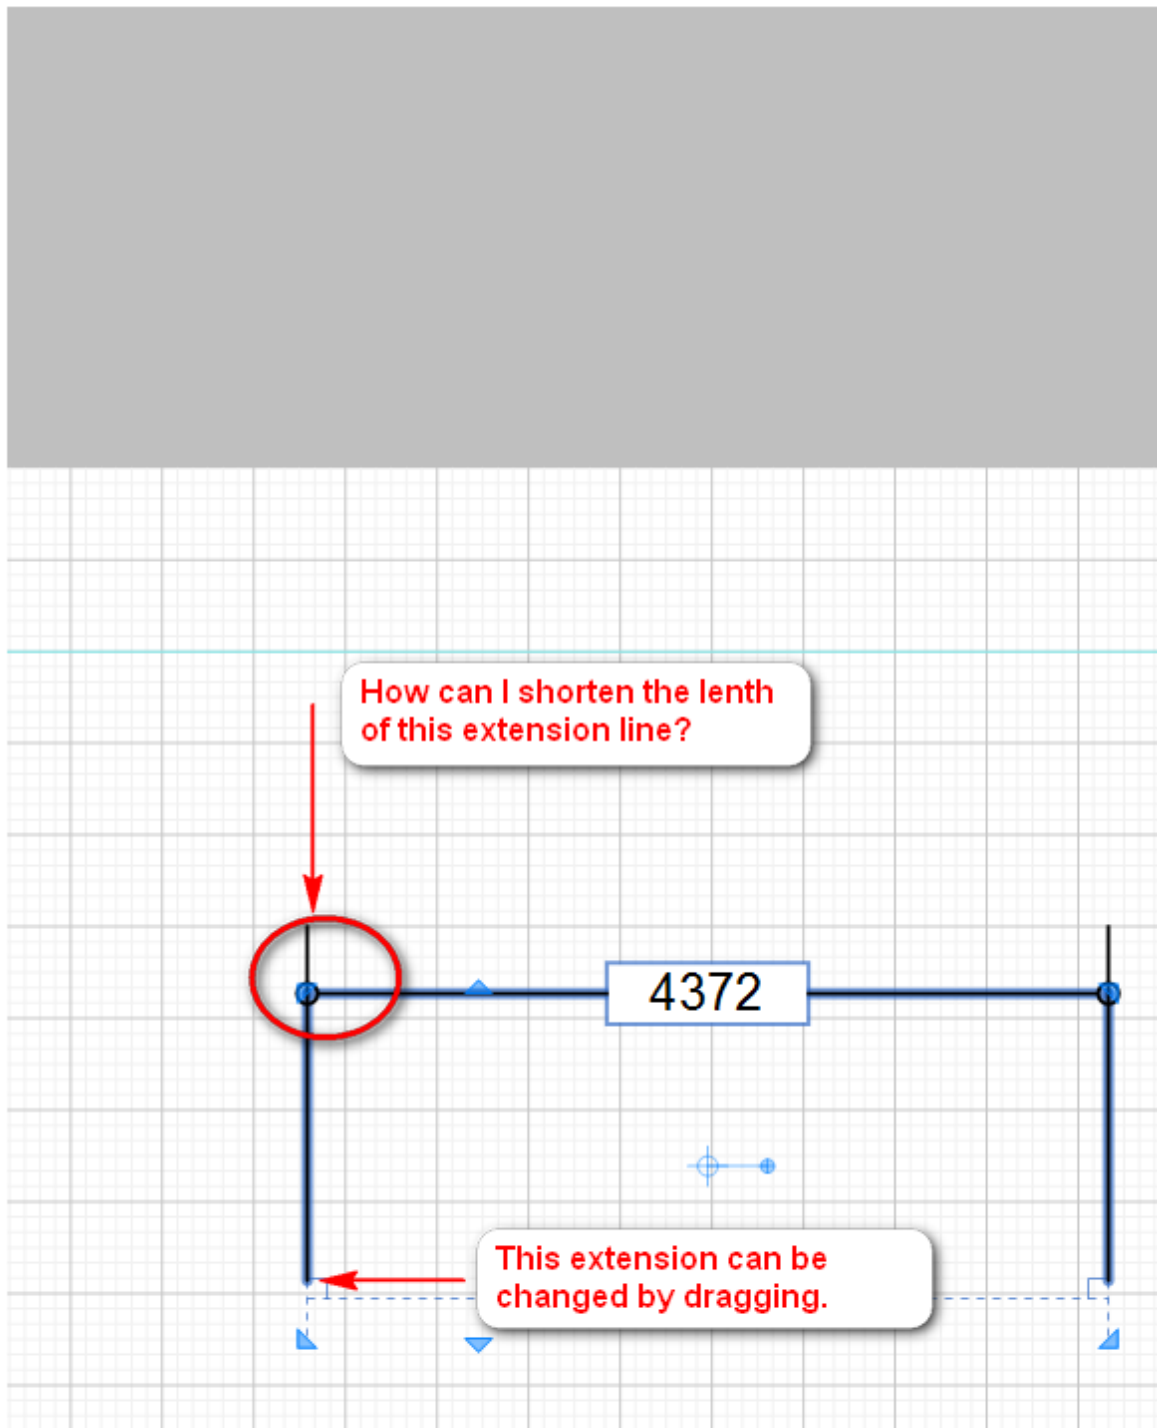 How can I shorten the lenth
of this extension line?
4372
This extension can be
changed by dragging.